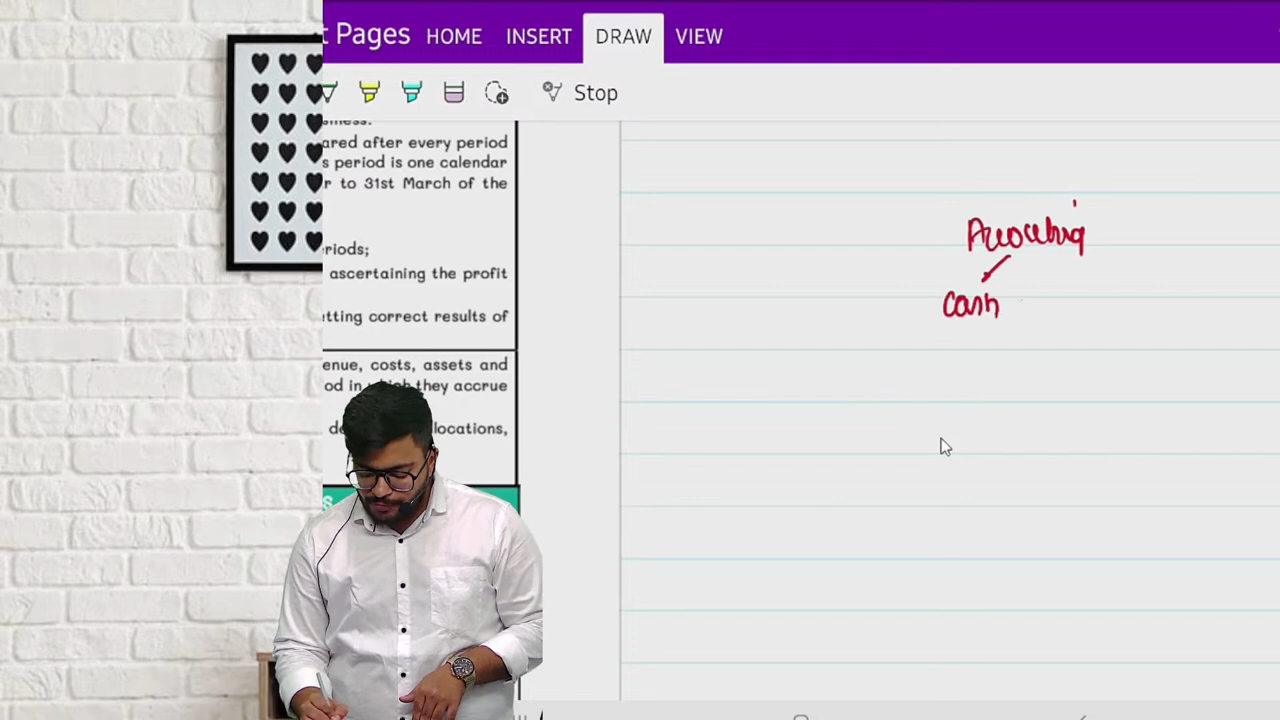 t Pages HOME INSERT DRAW VIEW
Stop
siness.
ared after every period
s period is one calendar
r to 31st March of the
riods;
ascertaining the profit
tting correct results of
enue, costs, assets and
od in which they accrue
de locations,
s
Accounting
Cash